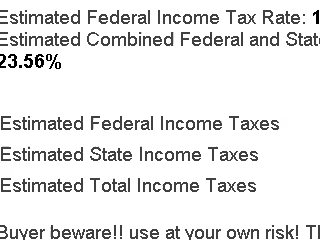 Estimated Federal Income Tax Rate: 1
Estimated Combined Federal and State
23.56%
Estimated Federal Income Taxes
Estimated State Income Taxes
Estimated Total Income Taxes
Buyer beware!! use at your own risk! Th